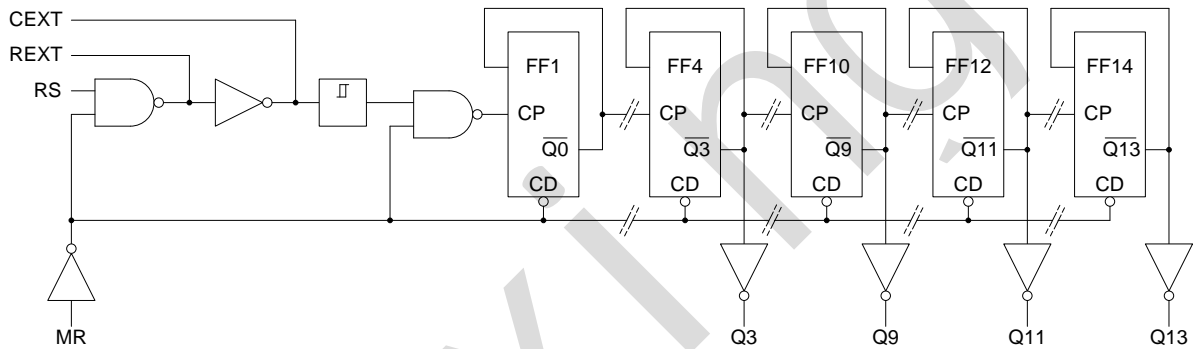 CEXT
REXT
RS
FF1
FF4
FF10
FF12
FF14
CP
CP
CP
CP
CP
Q0
Q3
Q9
Q11
Q13
CD
CD
CD
CD
CD
MR
Q3
Q9
Q11
Q13